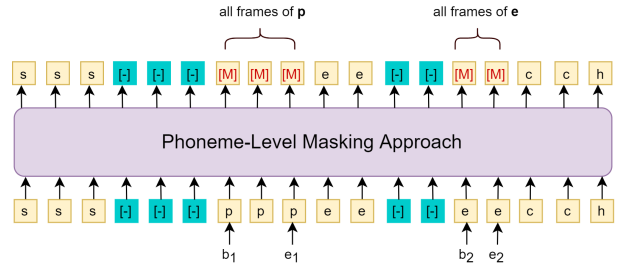 all frames of p all frames of e
s s s [-] [-] [-] [M] [M] [M] e e [-] [-] [M] [M] c c h
Phoneme-Level Masking Approach
s s s [-] [-] [-] p p p e e [-] [-] e e c c h
b1 e1 b2 e2